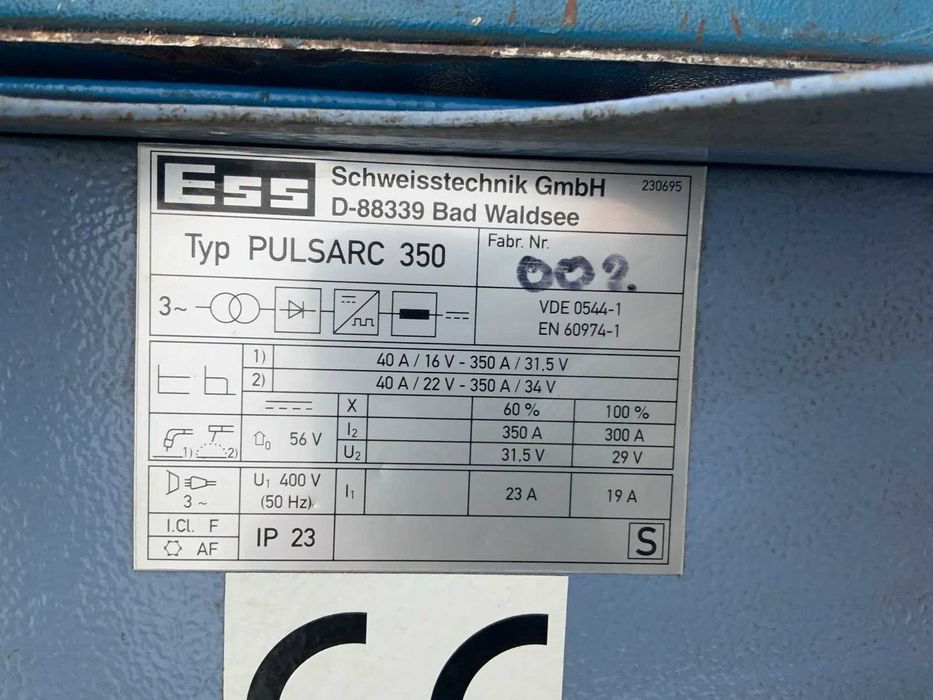 ESS
Schweisstechnik GmbH 230695
D-88339 Bad Waldsee
Typ PULSARC 350
Fabr. Nr.
002.
3~
VDE 0544-1
EN 60974-1
1) 40 A / 16 V - 350 A / 31,5 V
2) 40 A / 22 V - 350 A / 34 V
X 60 % 100 %
1) 2) U₀ 56 V I₂ 350 A 300 A
U₂ 31.5 V 29 V
3 ~ U₁ 400 V (50 Hz) I₁ 23 A 19 A
I.Cl. F
AF
IP 23
S
CE